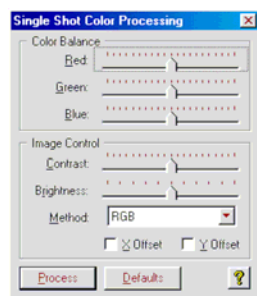 Single Shot Color Processing
Color Balance
Red:
Green:
Blue:
Image Control
Contrast:
Brightness:
Method: RGB
X Offset Y Offset
Process Defaults ?